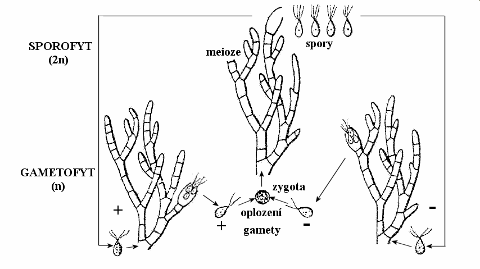 SPOROFYT
(2n)
meioze
spory
GAMETOFYT
(n)
+
zygota
oplození
+
gamety
-
-